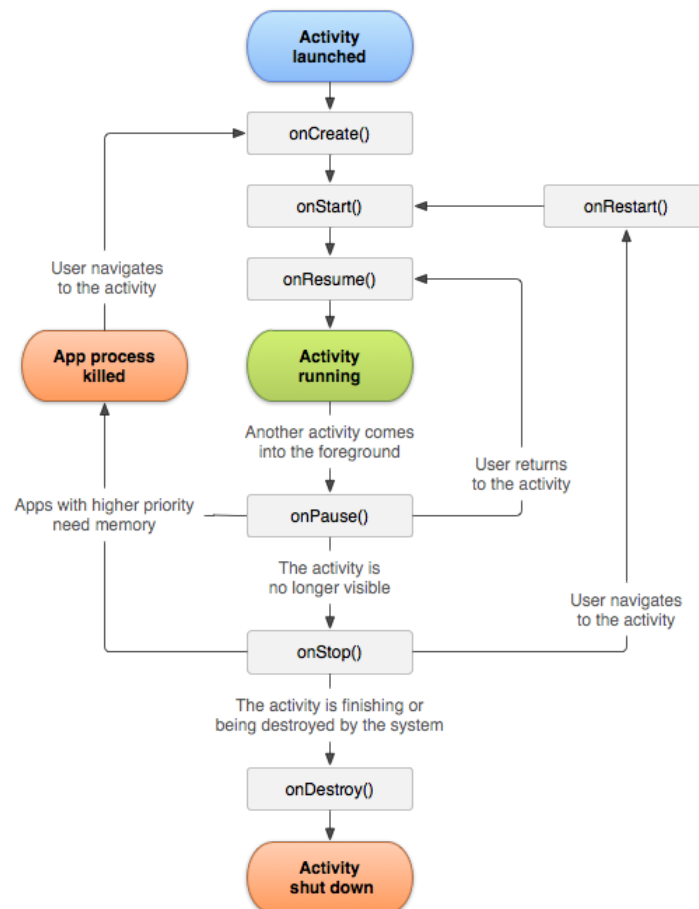 Activity
launched
onCreate()
onStart()
onRestart()
User navigates
to the activity
onResume()
App process
killed
Activity
running
Another activity comes
into the foreground
User returns
to the activity
Apps with higher priority
need memory
onPause()
The activity is
no longer visible
User navigates
to the activity
onStop()
The activity is finishing or
being destroyed by the system
onDestroy()
Activity
shut down